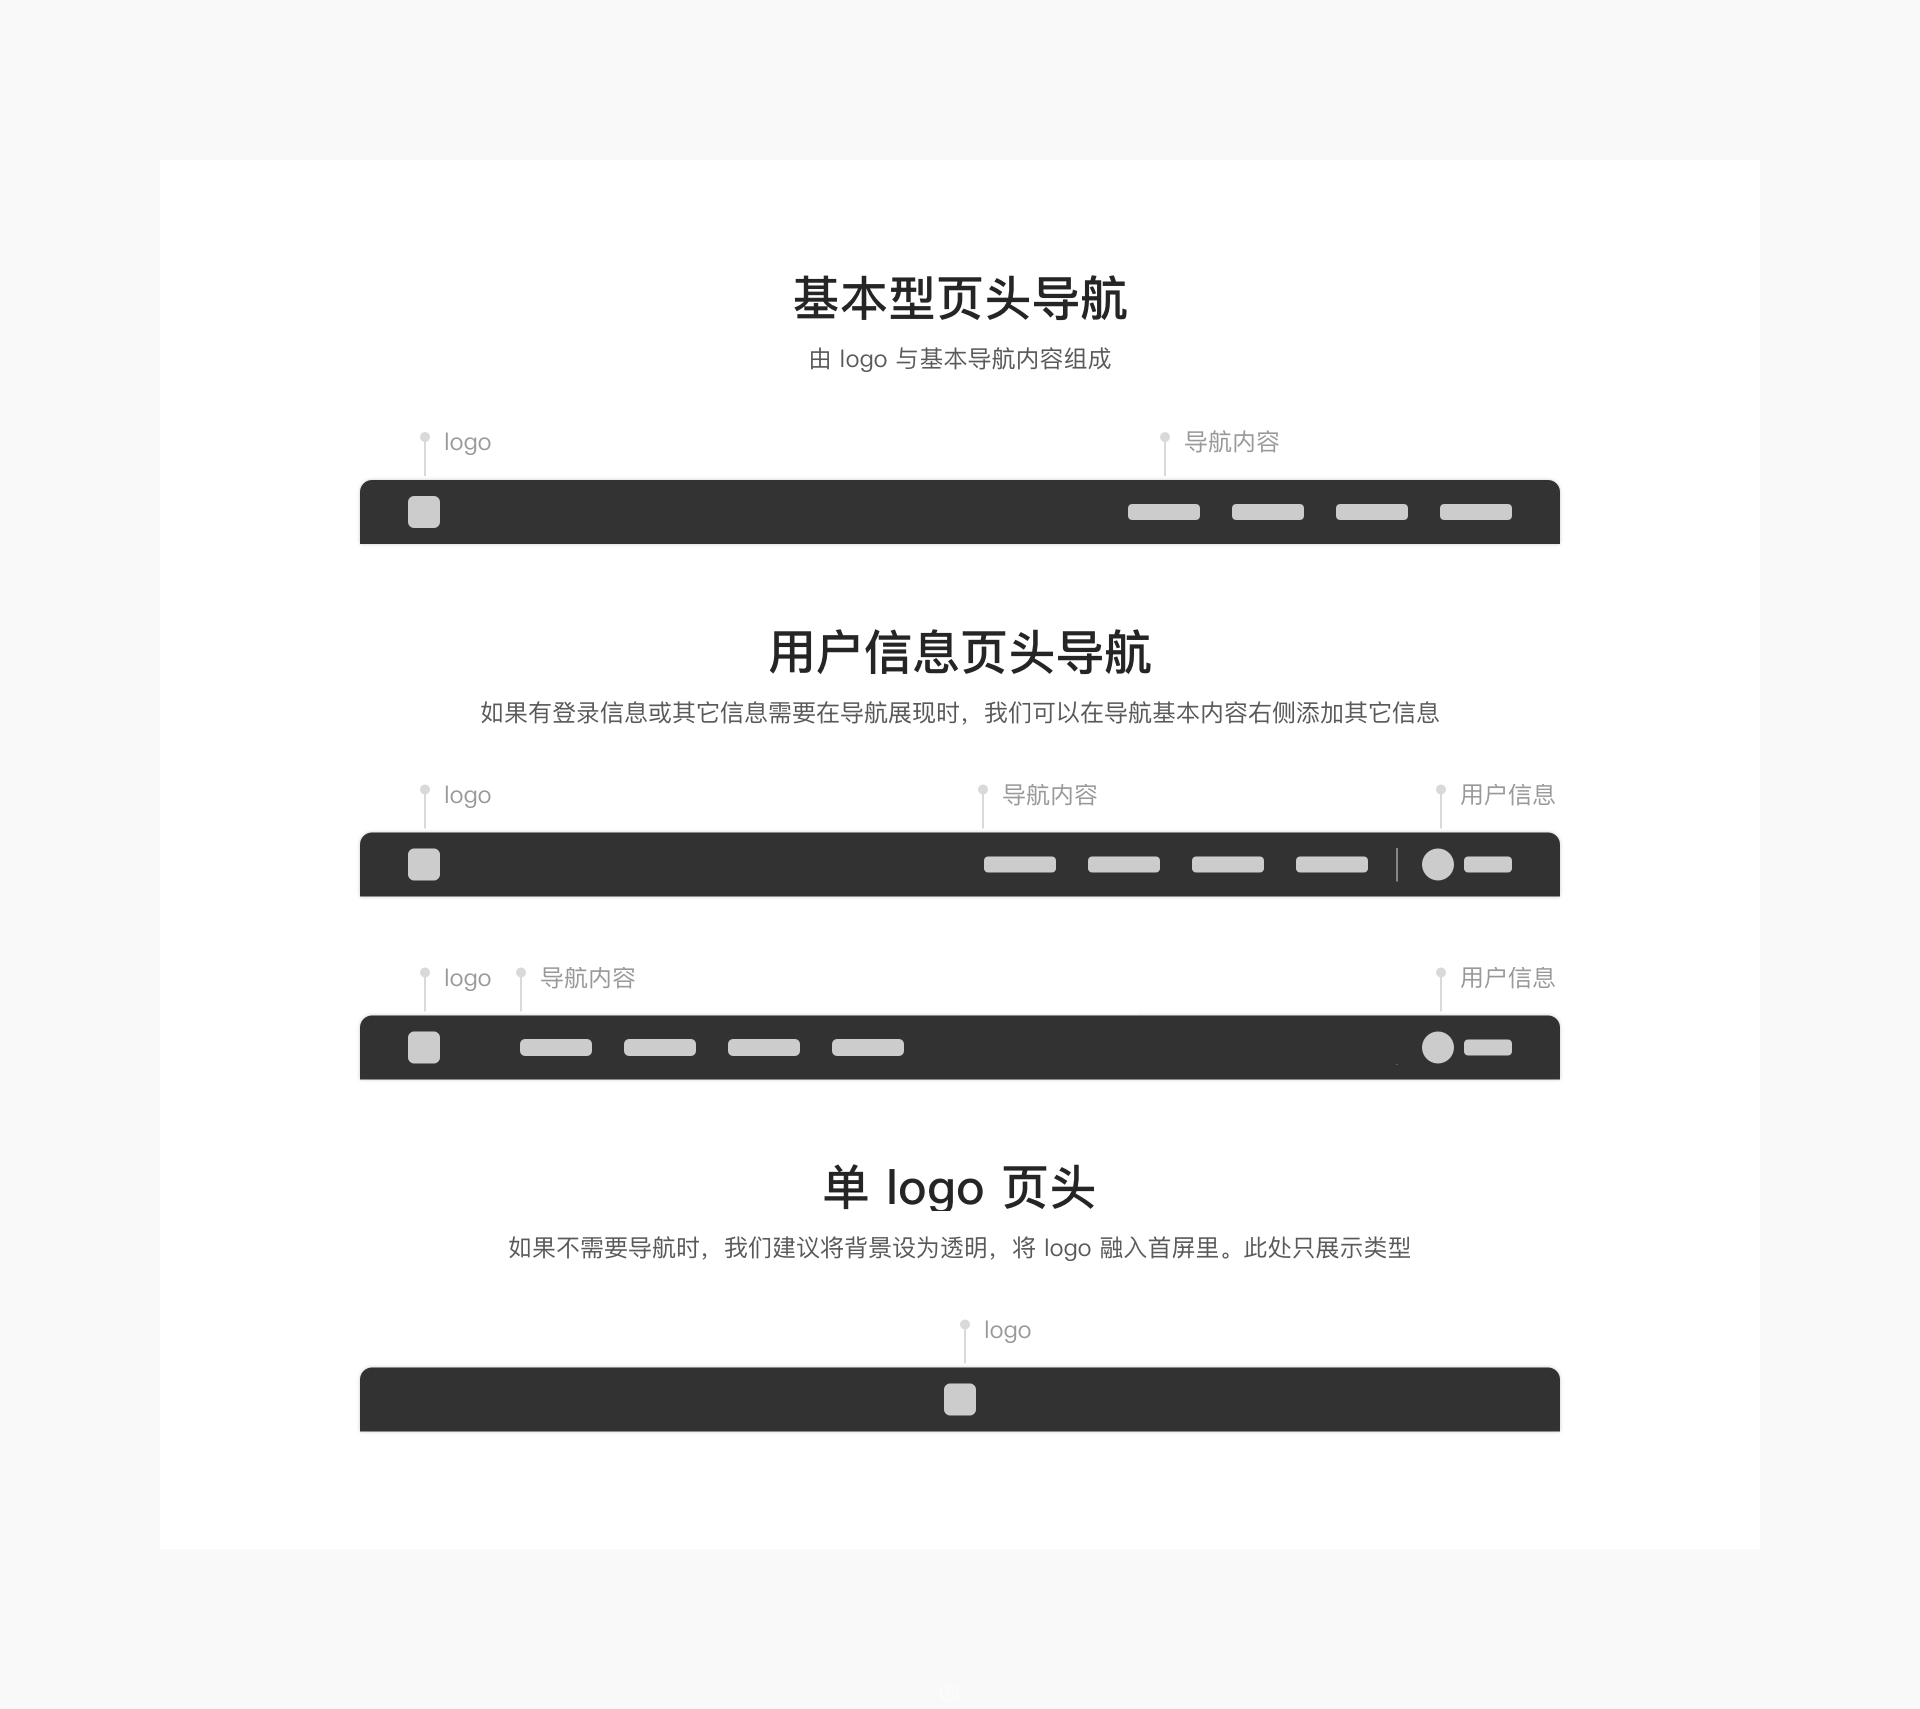 基本型页头导航
由 logo 与基本导航内容组成
logo 导航内容
用户信息页头导航
如果有登录信息或其它信息需要在导航展现时，我们可以在导航基本内容右侧添加其它信息
logo 导航内容 用户信息
logo 导航内容 用户信息
单 logo 页头
如果不需要导航时，我们建议将背景设为透明，将 logo 融入首屏里。此处只展示类型
logo